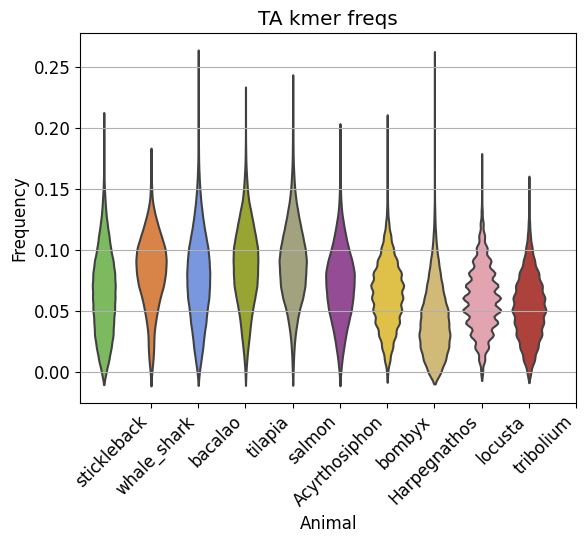 TA kmer freqs
Frequency
0.25
0.20
0.15
0.10
0.05
0.00
stickleback
whale_shark
bacalao
tilapia
salmon
Acyrthosiphon
bombyx
Harpegnathos
locusta
tribolium
Animal